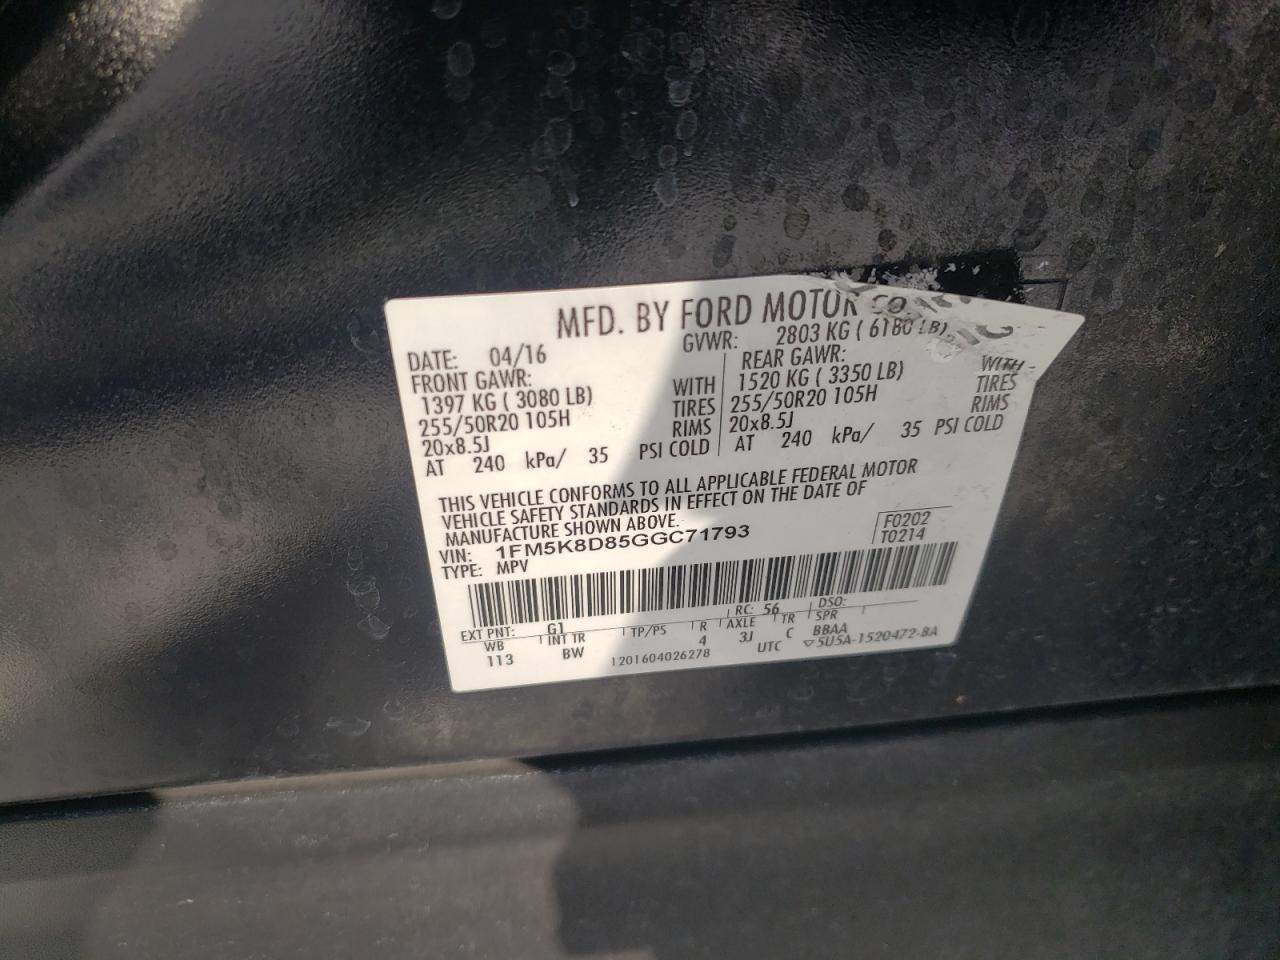 MFD. BY FORD MOTOR CO.
DATE: 04/16 GVWR: 2803 KG ( 6180 LB)
FRONT GAWR: REAR GAWR:
1397 KG ( 3080 LB) WITH 1520 KG ( 3350 LB) WITH
255/50R20 105H TIRES 255/50R20 105H TIRES
20x8.5J RIMS 20x8.5J RIMS
AT 240 kPa/ 35 PSI COLD AT 240 kPa/ 35 PSI COLD
THIS VEHICLE CONFORMS TO ALL APPLICABLE FEDERAL MOTOR
VEHICLE SAFETY STANDARDS IN EFFECT ON THE DATE OF
MANUFACTURE SHOWN ABOVE.
VIN: 1FM5K8D85GGC71793 F0202
TYPE: MPV T0214
EXT PNT: G1 RC: 56 DSO:
WB INT TR TP/PS R AXLE TR SPR
113 BW 4 3J C BBAA
1201604026278 UTC ▽5U5A-1520472-BA